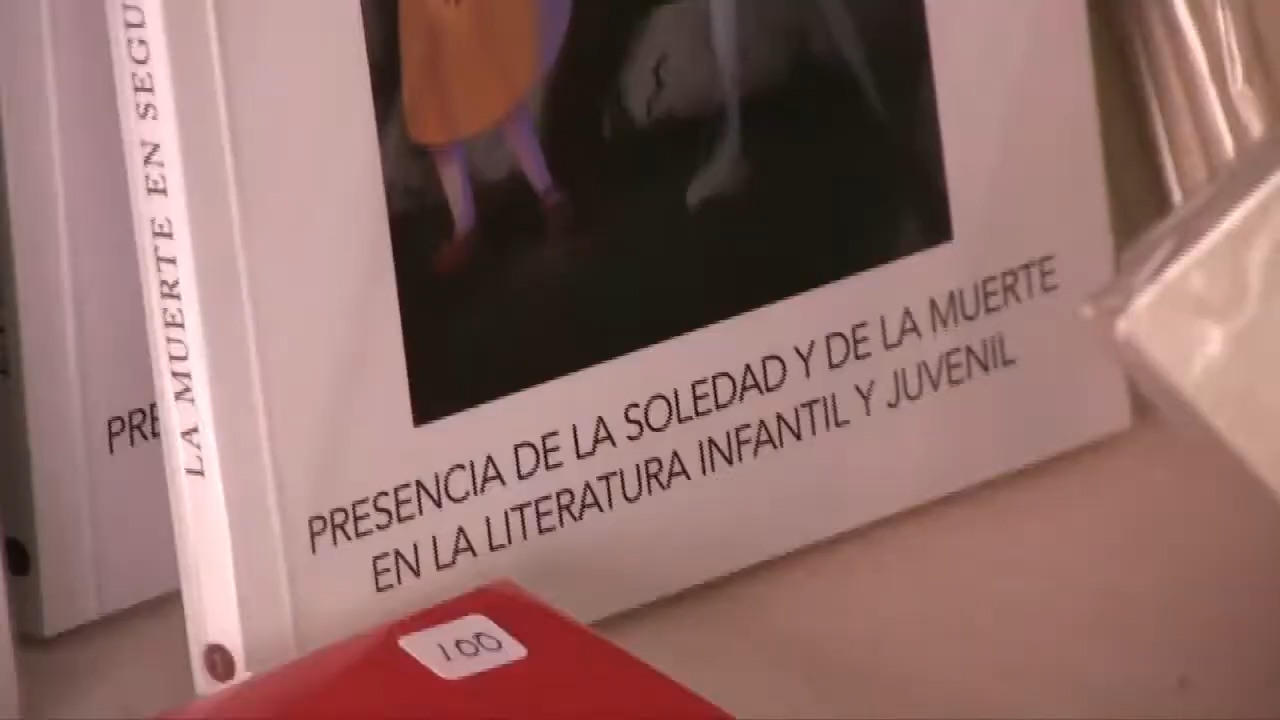 LA MUERTE EN SEGU
PRE
PRESENCIA DE LA SOLEDAD Y DE LA MUERTE
EN LA LITERATURA INFANTIL Y JUVENIL
100